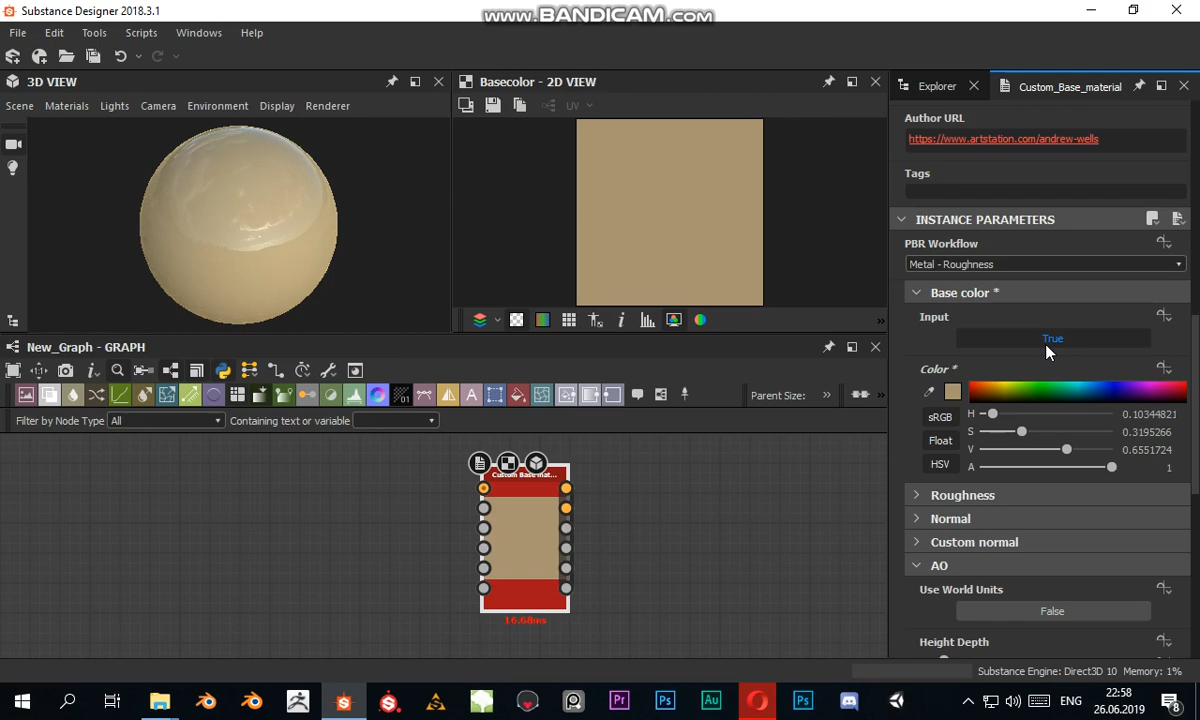 Substance Designer 2018.3.1
www.BANDICAM.com
File Edit Tools Scripts Windows Help
3D VIEW
Scene Materials Lights Camera Environment Display Renderer
Basecolor - 2D VIEW
UV
Explorer
Custom_Base_material
Author URL
https://www.artstation.com/andrew-wells
Tags
INSTANCE PARAMETERS
PBR Workflow
Metal - Roughness
Base color *
Input
True
Color *
sRGB
Float
HSV
H 0.10344821
S 0.3195266
V 0.6551724
A 1
Roughness
Normal
Custom normal
AO
Use World Units
False
Height Depth
New_Graph - GRAPH
Parent Size:
Filter by Node Type All Containing text or variable
Custom Base mat...
16.68ms
Substance Engine: Direct3D 10 Memory: 1%
ENG
22:58
26.06.2019
8